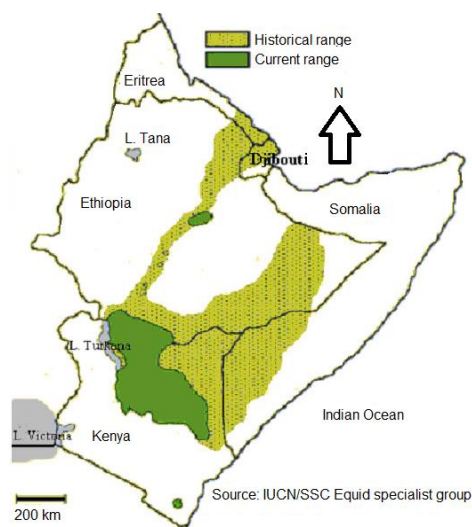 Historical range
Current range
Eritrea
N
L. Tana
Djibouti
Ethiopia
Somalia
L. Turkana
Indian Ocean
L. Victoria
Kenya
Source: IUCN/SSC Equid specialist group
200 km